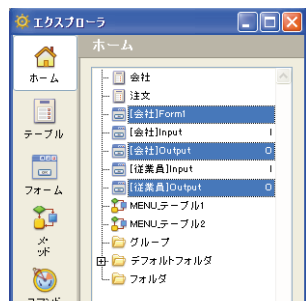 エクスプローラ
ホーム
ホーム
テーブル
フォーム
メソッド
コマンド
会社
注文
[会社]Form1
[会社]Input I
[会社]Output O
[従業員]Input I
[従業員]Output O
MENU_テーブル1
MENU_テーブル2
グループ
デフォルトフォルダ
フォルダ